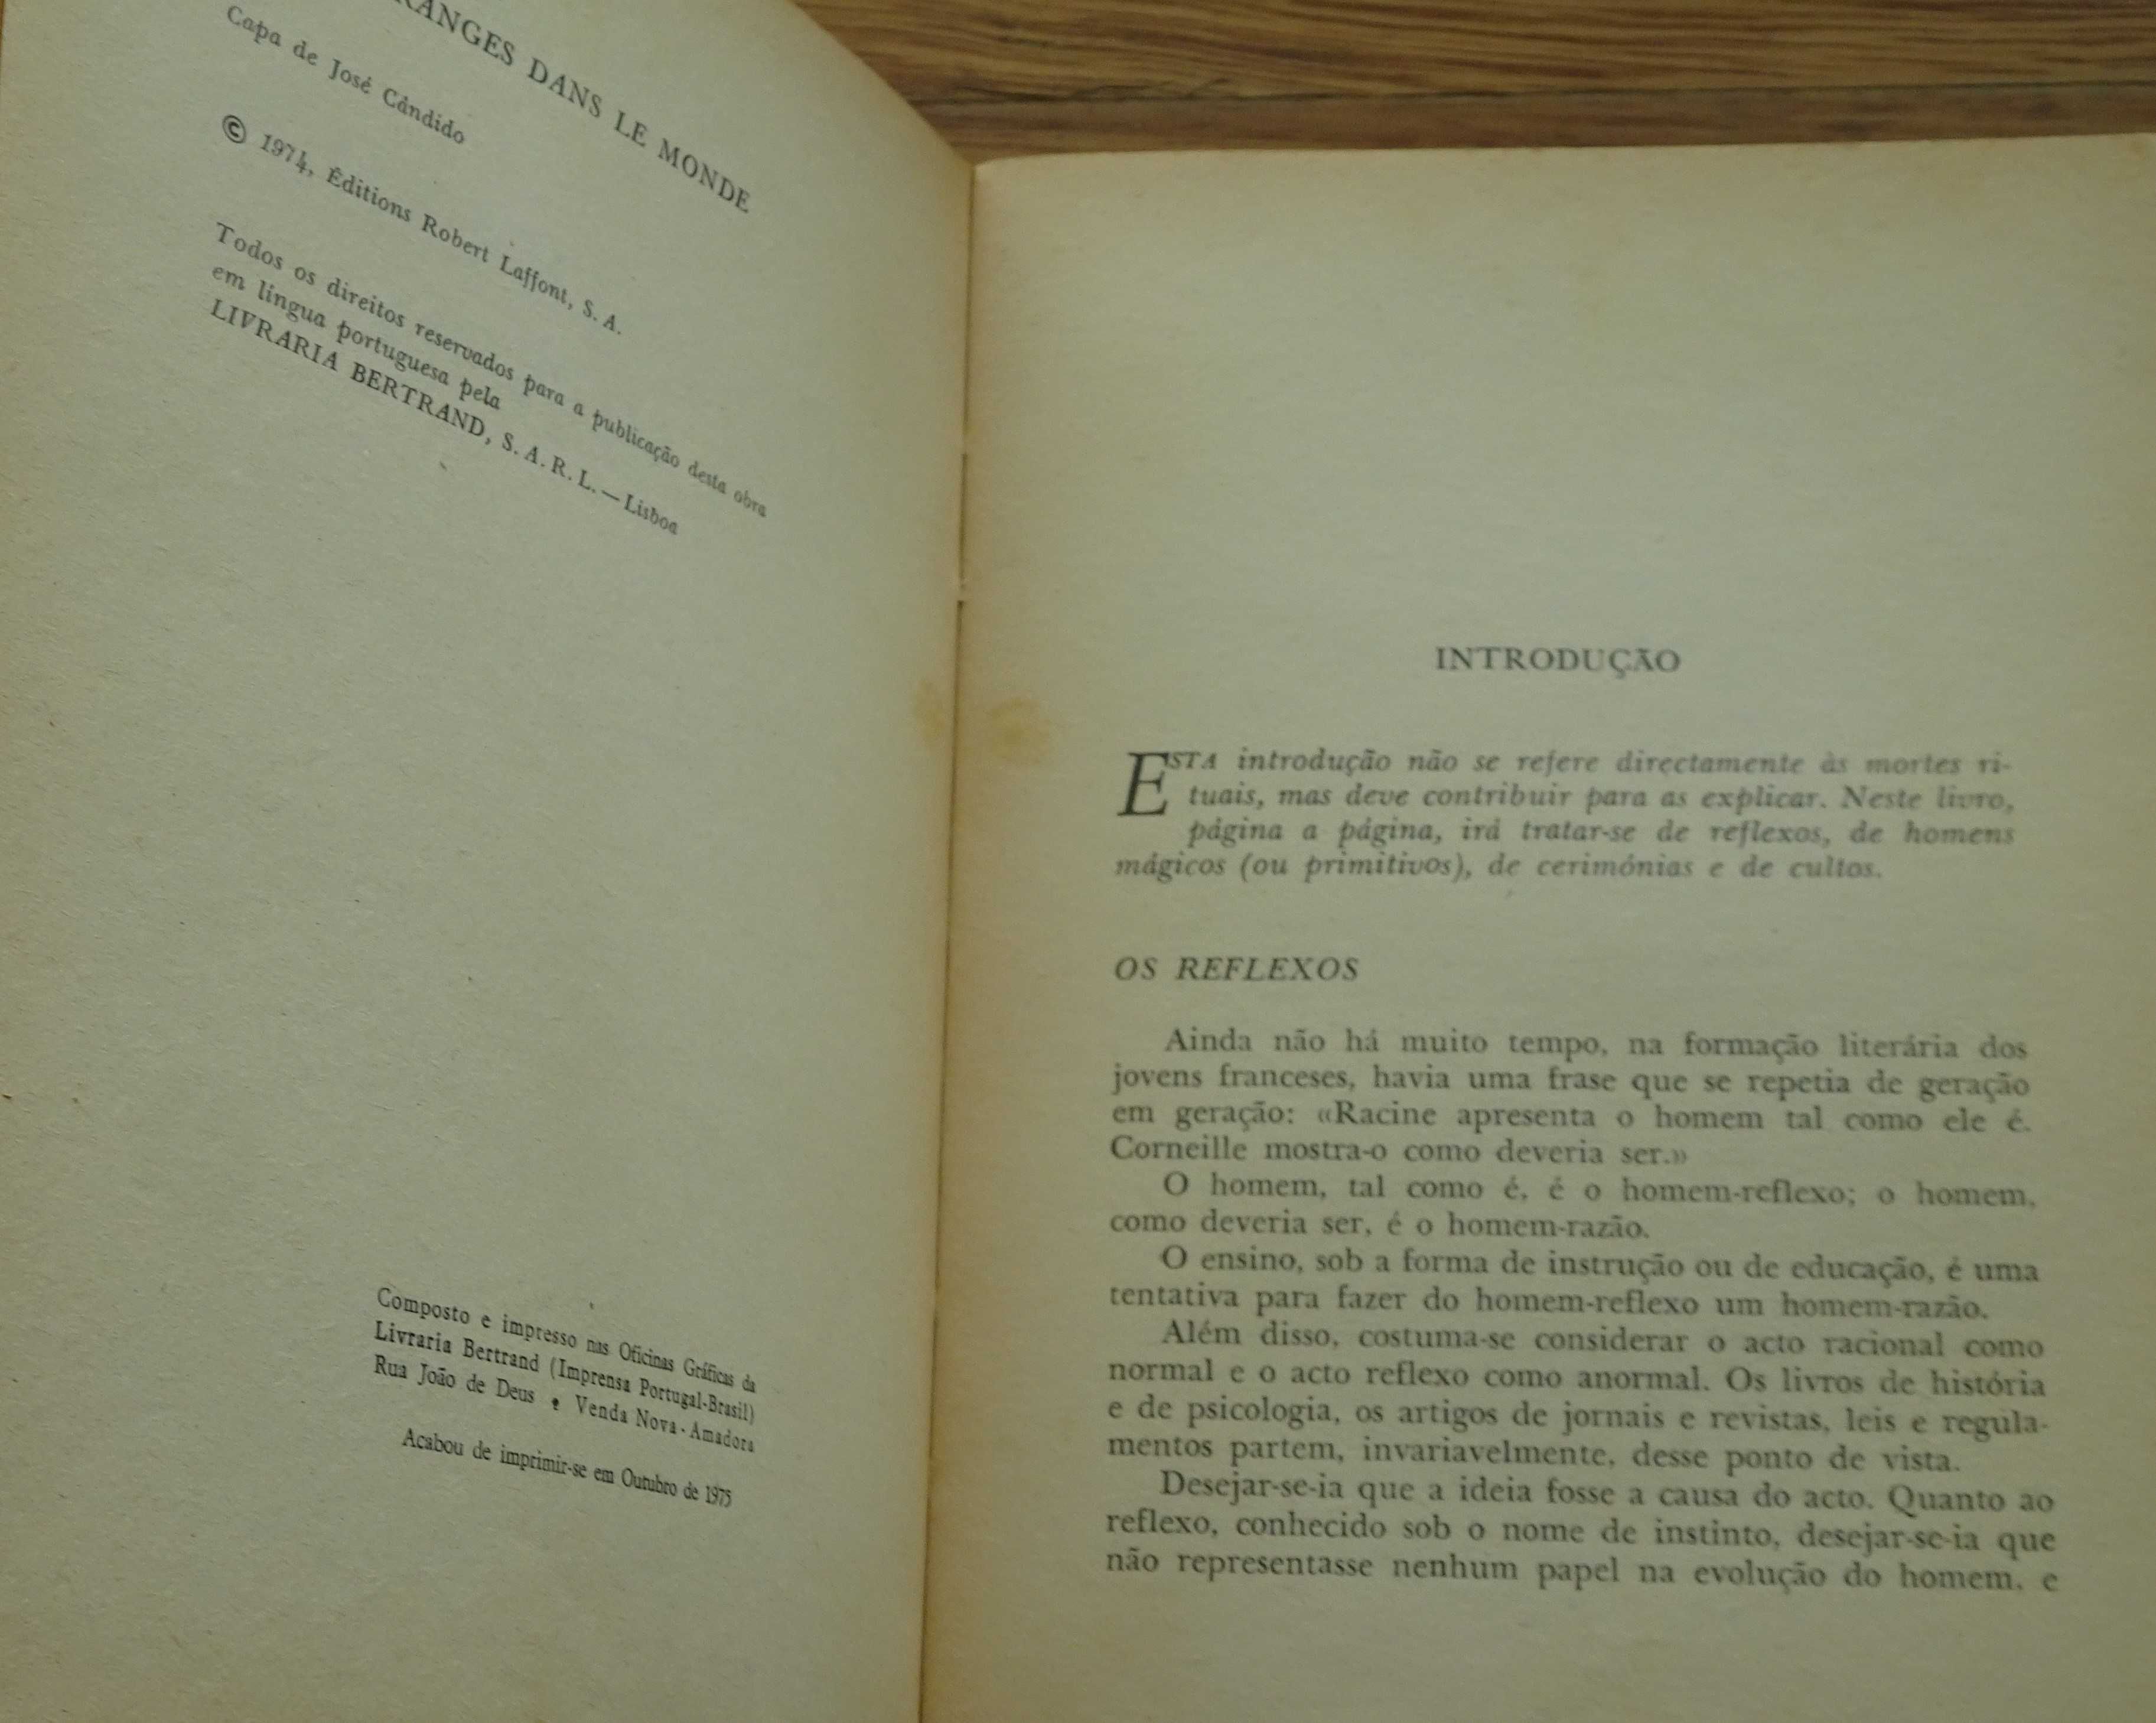 RANGES DANS LE MONDE
Capa de José Cândido
© 1974, Éditions Robert Laffont, S. A.
Todos os direitos reservados para a publicação desta obra
em língua portuguesa pela
LIVRARIA BERTRAND, S. A. R. L. — Lisboa
Composto e impresso nas Oficinas Gráficas da
Livraria Bertrand (Imprensa Portugal-Brasil)
Rua João de Deus • Venda Nova - Amadora
Acabou de imprimir-se em Outubro de 1975
INTRODUÇÃO
ESTA introdução não se refere directamente às mortes ri-
tuais, mas deve contribuir para as explicar. Neste livro,
página a página, irá tratar-se de reflexos, de homens
mágicos (ou primitivos), de cerimónias e de cultos.
OS REFLEXOS
Ainda não há muito tempo, na formação literária dos
jovens franceses, havia uma frase que se repetia de geração
em geração: «Racine apresenta o homem tal como ele é.
Corneille mostra-o como deveria ser.»
O homem, tal como é, é o homem-reflexo; o homem,
como deveria ser, é o homem-razão.
O ensino, sob a forma de instrução ou de educação, é uma
tentativa para fazer do homem-reflexo um homem-razão.
Além disso, costuma-se considerar o acto racional como
normal e o acto reflexo como anormal. Os livros de história
e de psicologia, os artigos de jornais e revistas, leis e regula-
mentos partem, invariavelmente, desse ponto de vista.
Desejar-se-ia que a ideia fosse a causa do acto. Quanto ao
reflexo, conhecido sob o nome de instinto, desejar-se-ia que
não representasse nenhum papel na evolução do homem, e